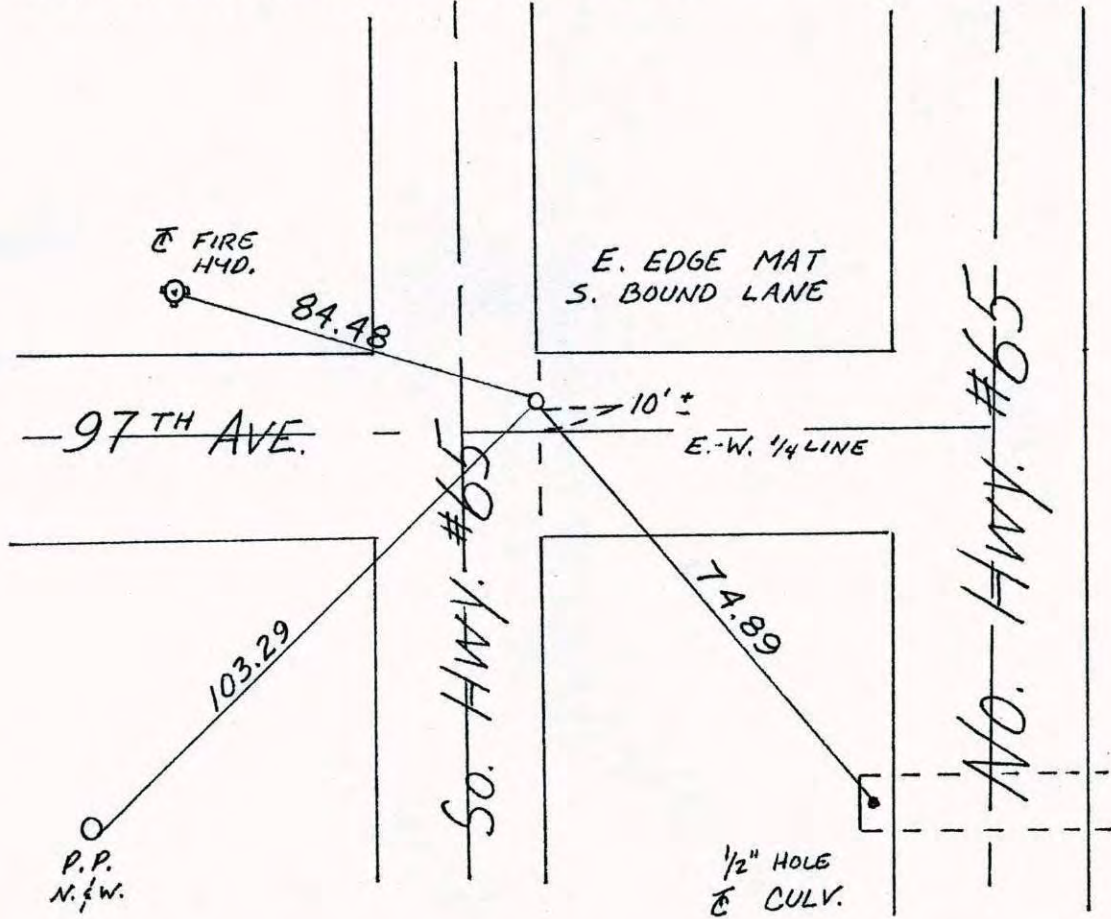 ℄ FIRE
HYD.
84.48
E. EDGE MAT
S. BOUND LANE
97TH AVE.
10' ±
E.-W. 1/4 LINE
So. HWY. #65
No. HWY. #65
103.29
74.89
P.P.
N. & W.
1/2" HOLE
℄ CULV.